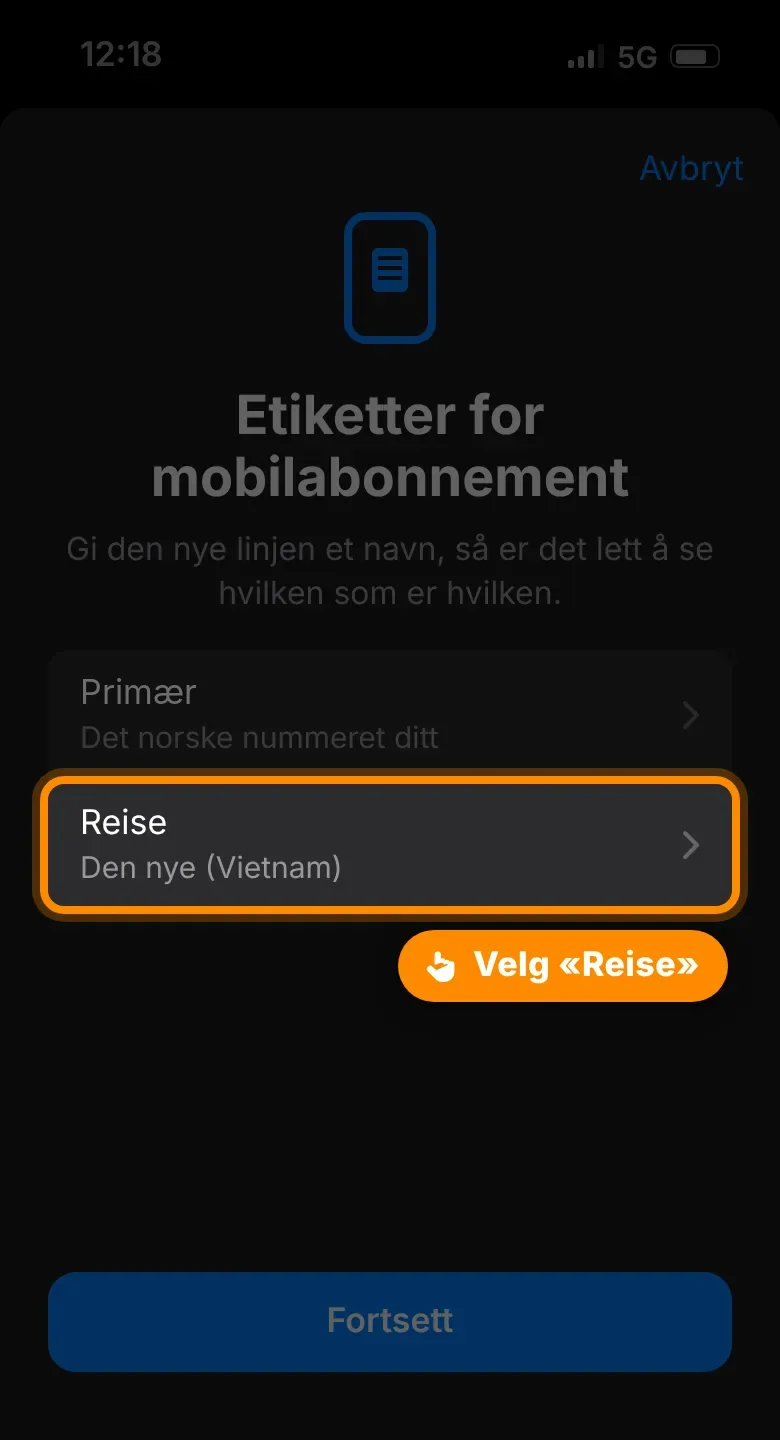 12:18
5G
Avbryt
Etiketter for
mobilabonnement
Gi den nye linjen et navn, så er det lett å se
hvilken som er hvilken.
Primær
Det norske nummeret ditt
Reise
Den nye (Vietnam)
Velg «Reise»
Fortsett